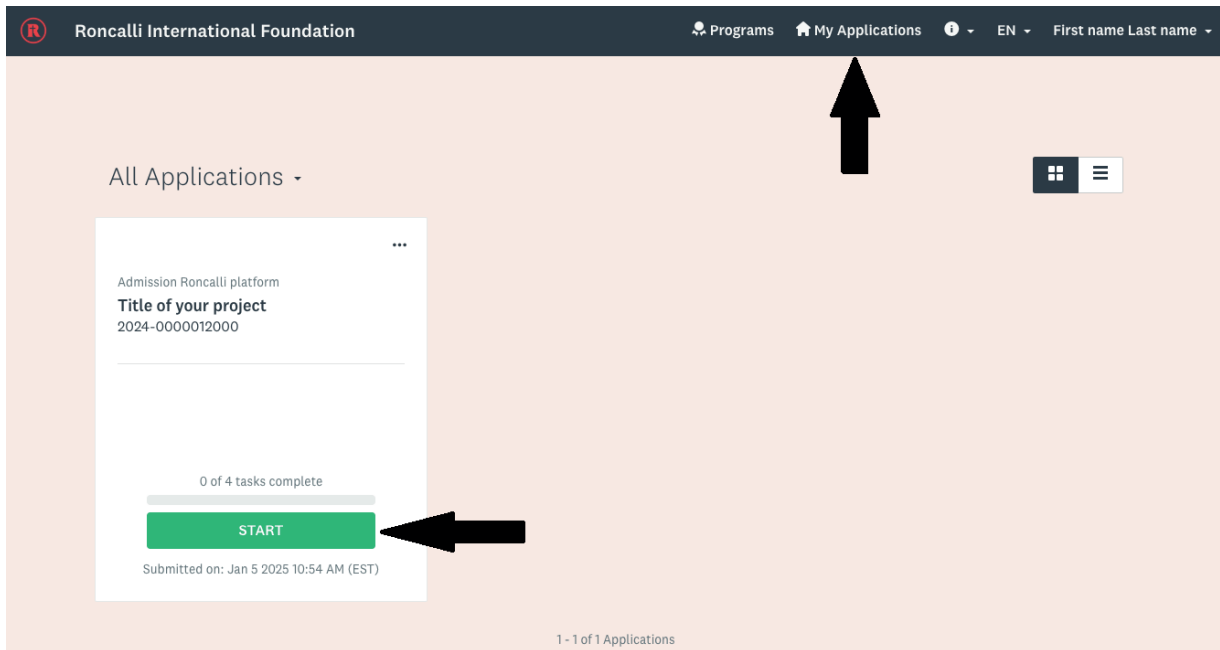 R Roncalli International Foundation Programs My Applications EN First name Last name
All Applications
Admission Roncalli platform
Title of your project
2024-0000012000
0 of 4 tasks complete
START
Submitted on: Jan 5 2025 10:54 AM (EST)
1 - 1 of 1 Applications